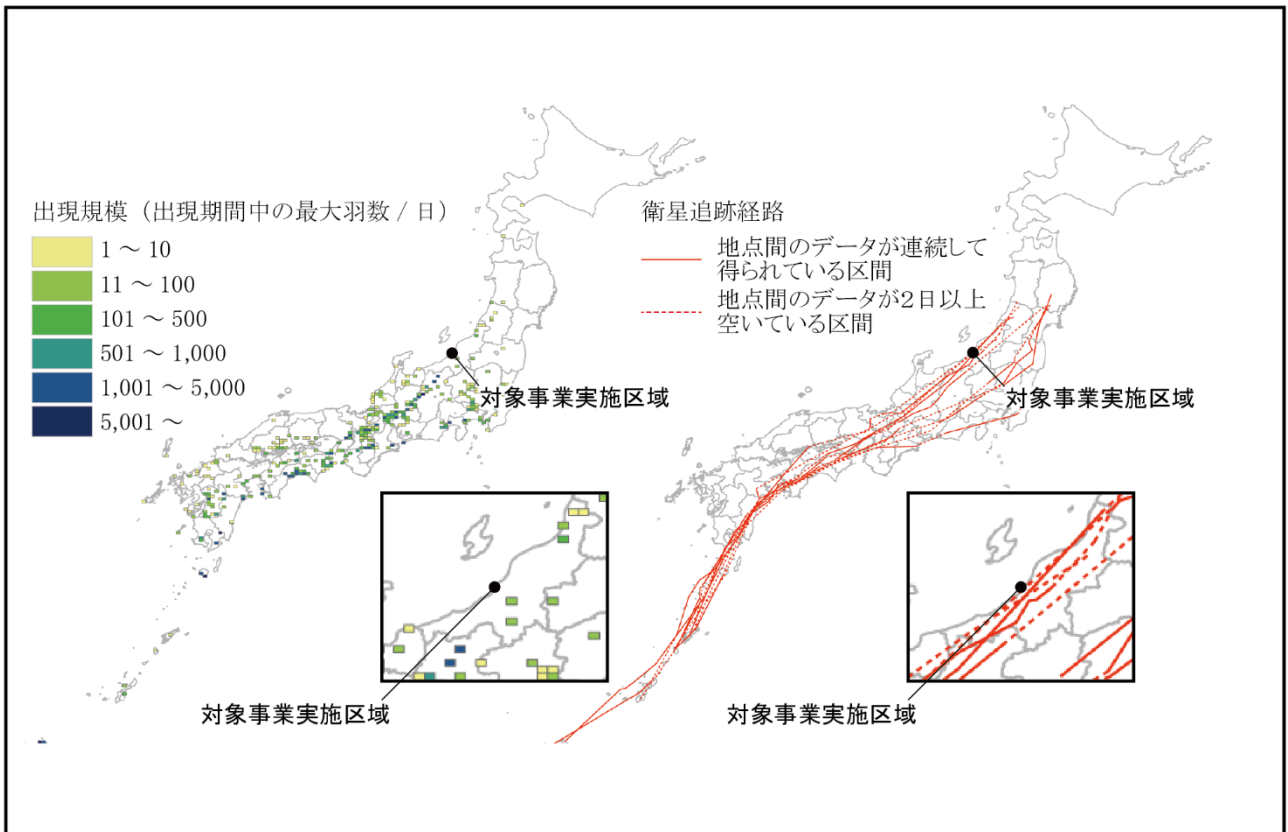 出現規模（出現期間中の最大羽数 / 日）
1 ～ 10
11 ～ 100
101 ～ 500
501 ～ 1,000
1,001 ～ 5,000
5,001 ～
対象事業実施区域
対象事業実施区域
衛星追跡経路
地点間のデータが連続して
得られている区間
地点間のデータが2日以上
空いている区間
対象事業実施区域
対象事業実施区域